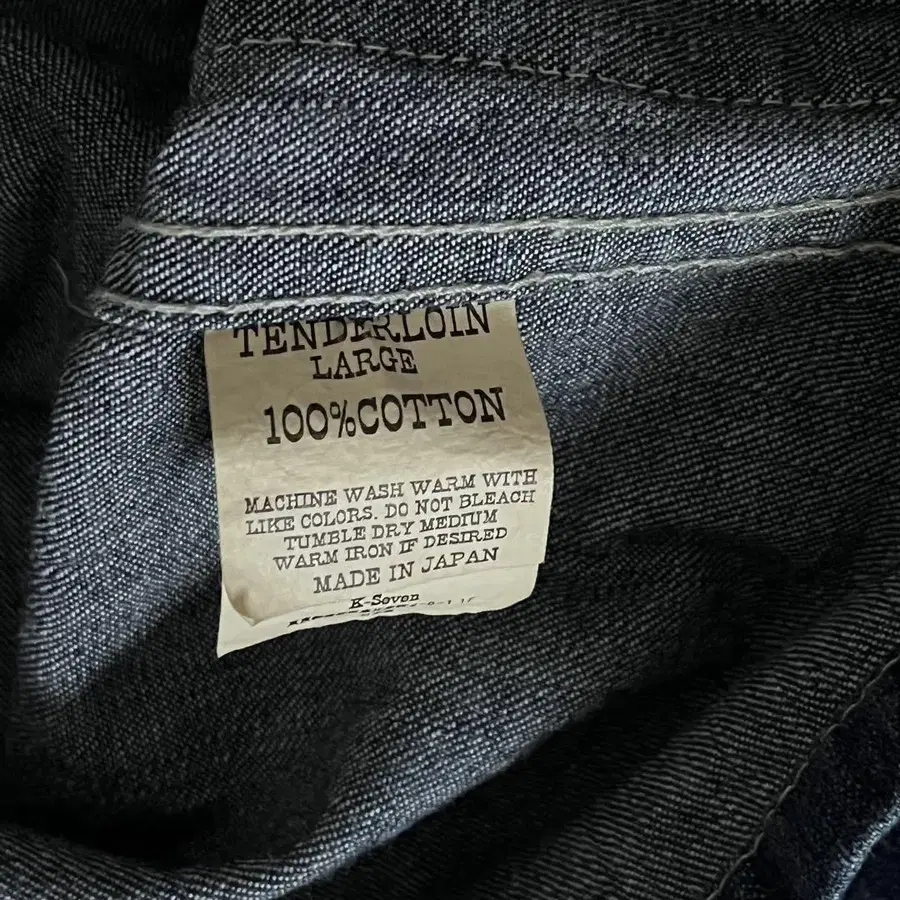 TENDERLOIN
LARGE
100%COTTON
MACHINE WASH WARM WITH
LIKE COLORS. DO NOT BLEACH
TUMBLE DRY MEDIUM
WARM IRON IF DESIRED
MADE IN JAPAN
K-Seven